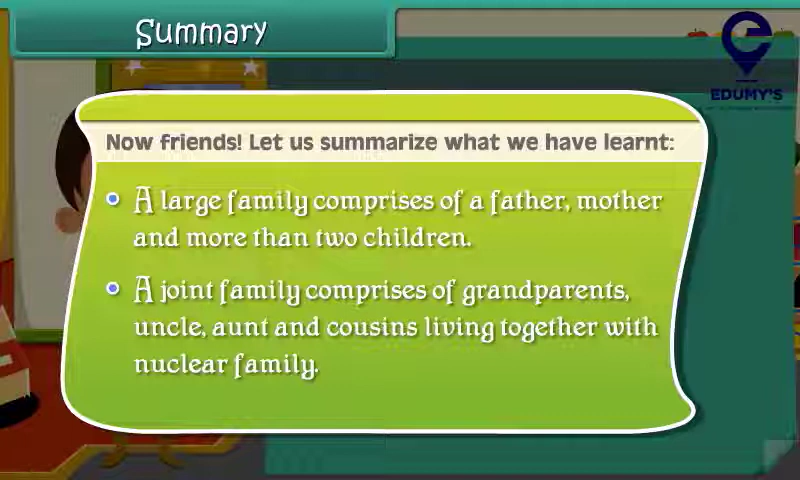 Summary
EDUMY'S
Now friends! Let us summarize what we have learnt:
A large family comprises of a father, mother
and more than two children.
A joint family comprises of grandparents,
uncle, aunt and cousins living together with
nuclear family.